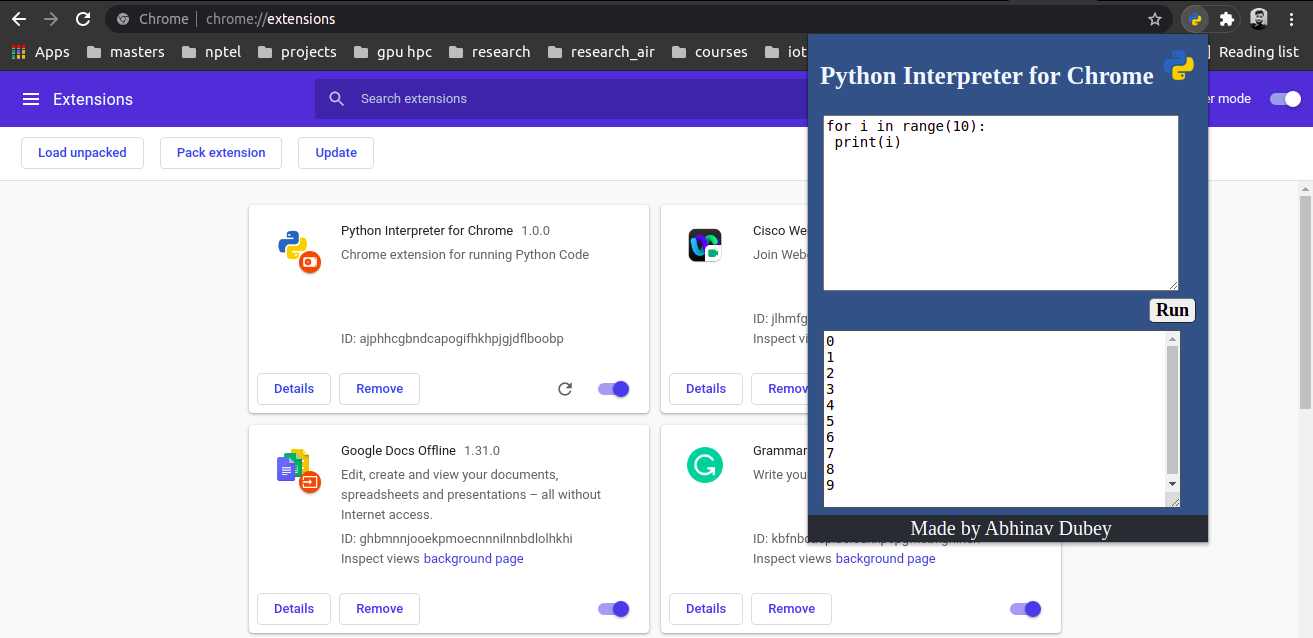 Chrome | chrome://extensions
Apps masters nptel projects gpu hpc research research_air courses iot Reading list
Extensions
Search extensions
mode
Load unpacked Pack extension Update
Python Interpreter for Chrome 1.0.0
Chrome extension for running Python Code
ID: ajphhcgbndcapogifhkhpjgjdflboobp
Details Remove
Cisco We
Join Web
ID: jlhmfg
Inspect vi
Details Remov
Google Docs Offline 1.31.0
Edit, create and view your documents,
spreadsheets and presentations – all without
Internet access.
ID: ghbmnnjooekpmoecnnnilnnbdlolhkhi
Inspect views background page
Details Remove
Grammar
Write you
Inspect views background page
Details Remove
Python Interpreter for Chrome
for i in range(10):
 print(i)
Run
0
1
2
3
4
5
6
7
8
9
Made by Abhinav Dubey